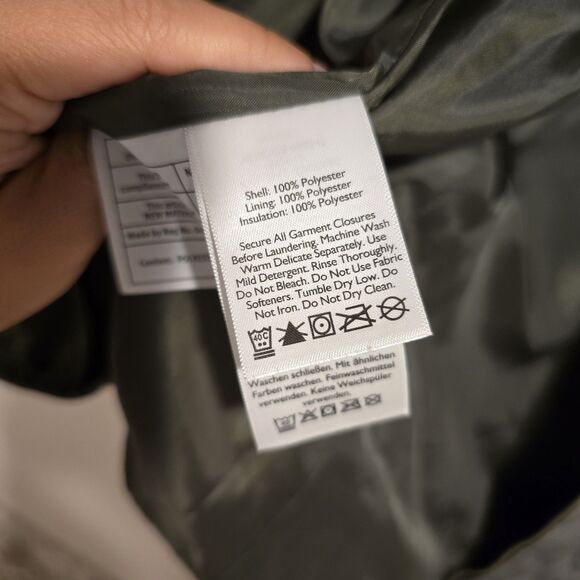 Shell: 100% Polyester
Lining: 100% Polyester
Insulation: 100% Polyester
Secure All Garment Closures
Before Laundering. Machine Wash
Warm Delicate Separately. Use
Mild Detergent. Rinse Thoroughly.
Do Not Bleach. Do Not Use Fabric
Softeners. Tumble Dry Low. Do
Not Iron. Do Not Dry Clean.
40C
Waschen schließen. Mit ähnlichen
Farben waschen. Feinwaschmittel
verwenden. Keine Weichspüler
verwenden.